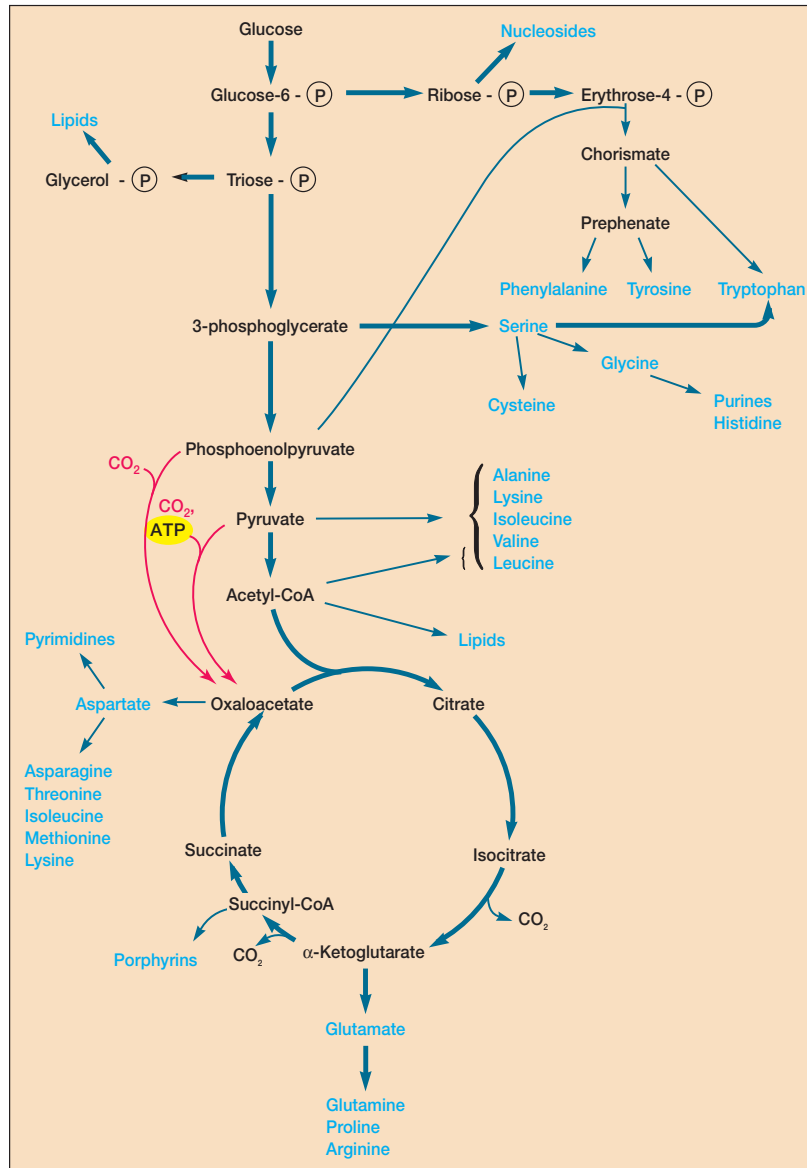 Glucose
Nucleosides
Glucose-6 - P
Ribose - P
Erythrose-4 - P
Lipids
Chorismate
Glycerol - P
Triose - P
Prephenate
Phenylalanine
Tyrosine
Tryptophan
3-phosphoglycerate
Serine
Glycine
Cysteine
Purines
Histidine
Phosphoenolpyruvate
CO₂
CO₂,
ATP
Pyruvate
Alanine
Lysine
Isoleucine
Valine
Leucine
Acetyl-CoA
Lipids
Pyrimidines
Aspartate
Oxaloacetate
Citrate
Asparagine
Threonine
Isoleucine
Methionine
Lysine
Succinate
Isocitrate
Succinyl-CoA
CO₂
Porphyrins
CO₂
α-Ketoglutarate
Glutamate
Glutamine
Proline
Arginine